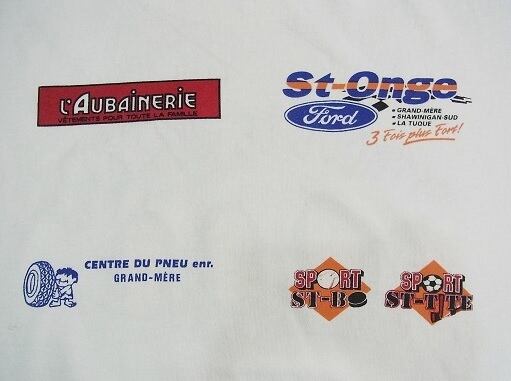 L'AUBAINERIE
VÊTEMENTS POUR TOUTE LA FAMILLE
St-Onge
Ford
• GRAND-MÈRE
• SHAWINIGAN-SUD
• LA TUQUE
3 Fois plus Fort!
CENTRE DU PNEU enr.
GRAND-MÈRE
SPORT
ST-BO
SPORT
ST-TITE